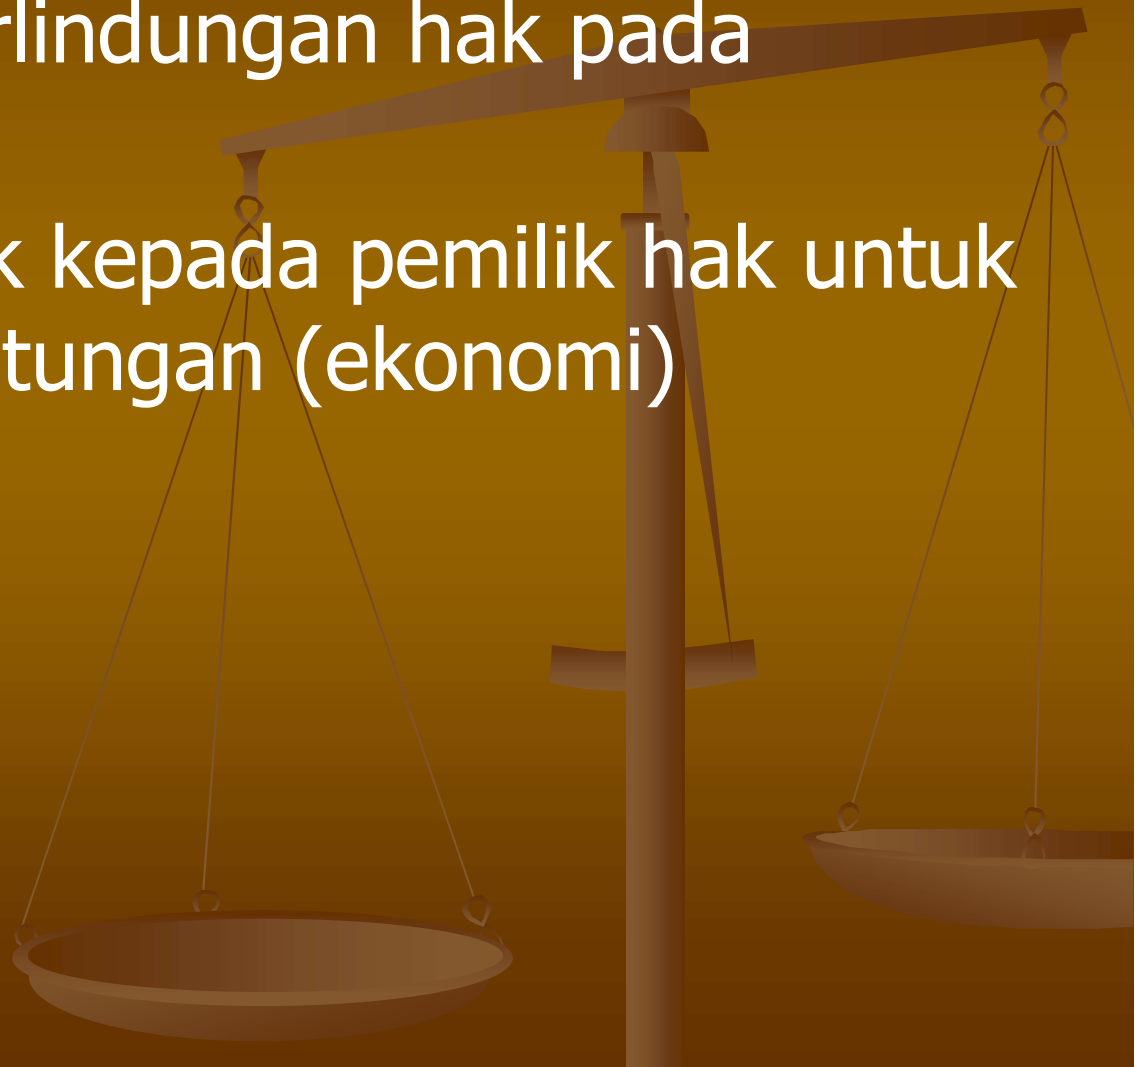 rlindungan hak pada
k kepada pemilik hak untuk
tungan (ekonomi)